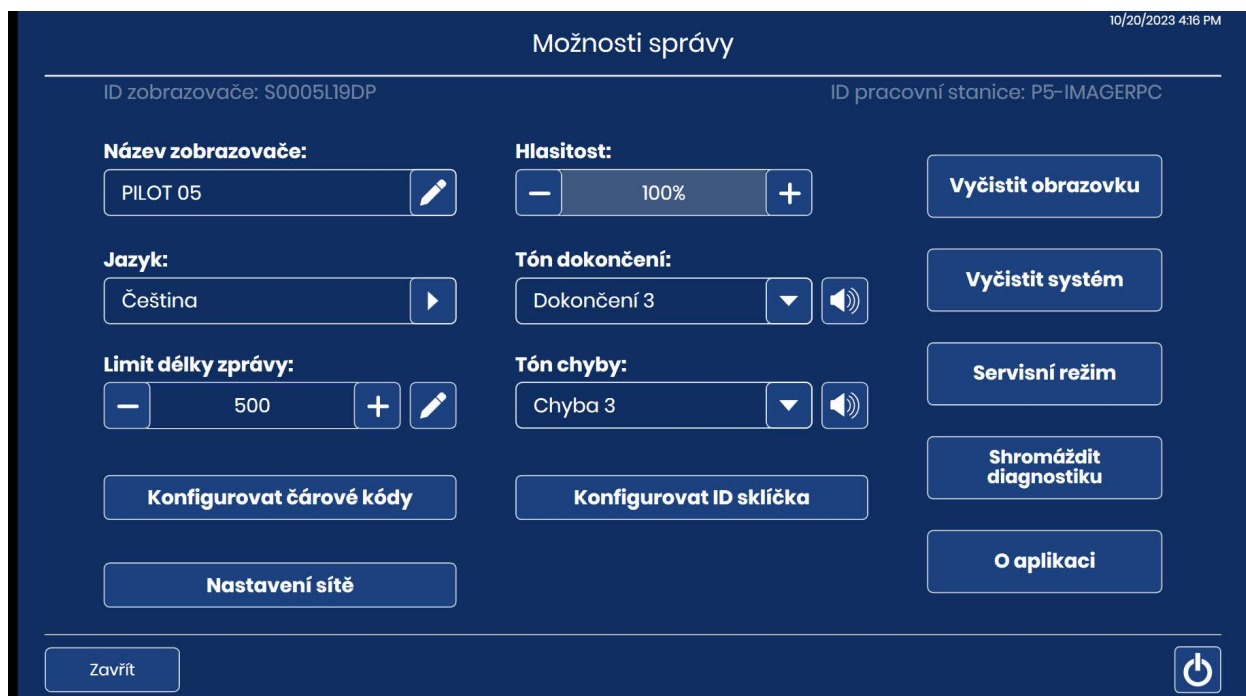 10/20/2023 4:16 PM
Možnosti správy
ID zobrazovače: S0005L19DP
ID pracovní stanice: P5-IMAGERPC
Název zobrazovače:
PILOT 05
Hlasitost:
100%
Vyčistit obrazovku
Jazyk:
Čeština
Tón dokončení:
Dokončení 3
Vyčistit systém
Limit délky zprávy:
500
Tón chyby:
Chyba 3
Servisní režim
Shromáždit
diagnostiku
Konfigurovat čárové kódy
Konfigurovat ID sklíčka
O aplikaci
Nastavení sítě
Zavřít